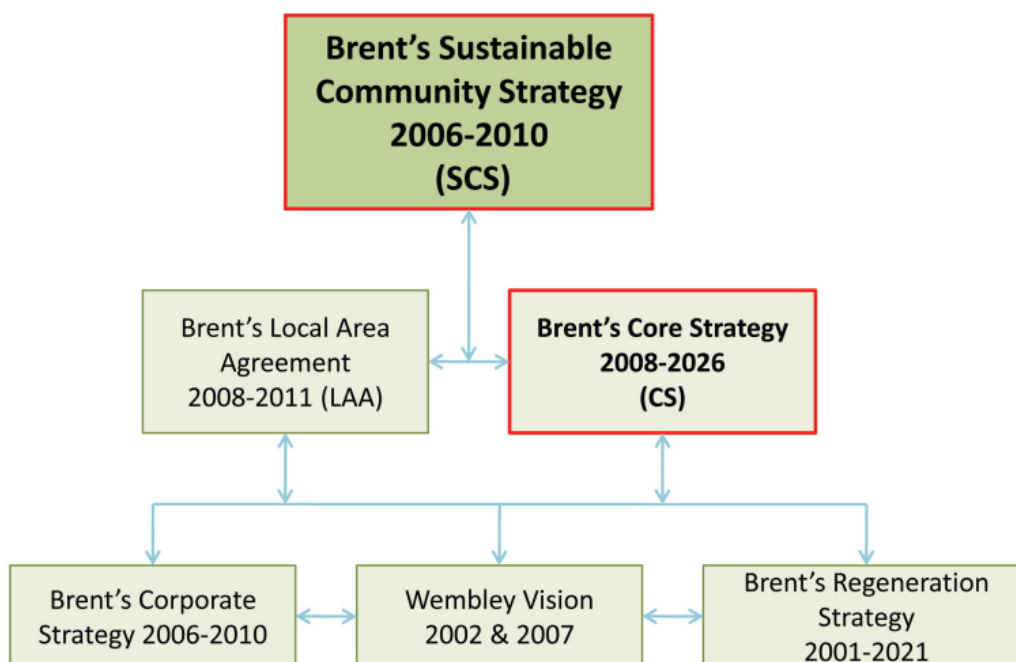 Brent’s Sustainable
Community Strategy
2006-2010
(SCS)
Brent’s Local Area
Agreement
2008-2011 (LAA)
Brent’s Core Strategy
2008-2026
(CS)
Brent’s Corporate
Strategy 2006-2010
Wembley Vision
2002 & 2007
Brent’s Regeneration
Strategy
2001-2021